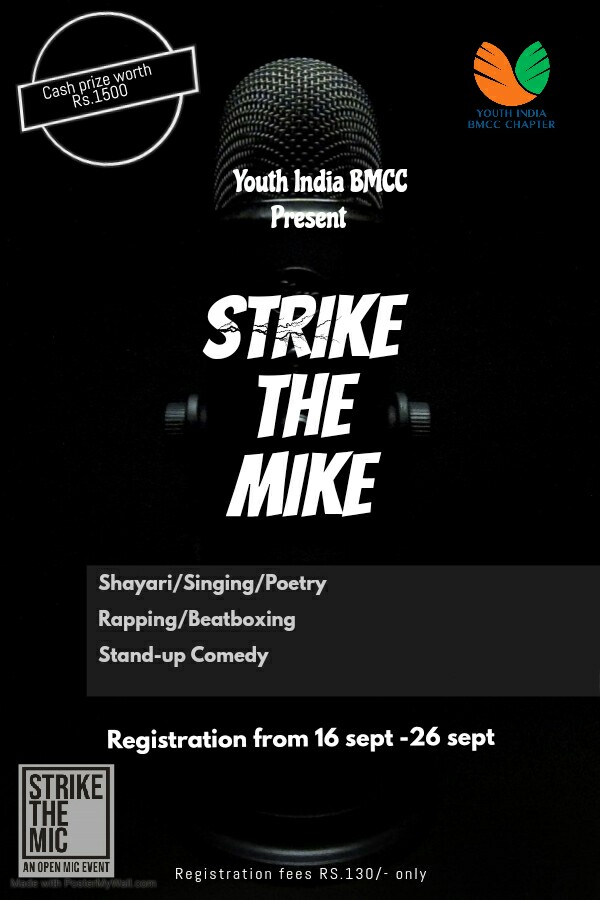 Cash prize worth
Rs.1500
YOUTH INDIA
BMCC CHAPTER
Youth India BMCC
Present
STRIKE
THE
MIKE
Shayari/Singing/Poetry
Rapping/Beatboxing
Stand-up Comedy
Registration from 16 sept -26 sept
STRIKE
THE
MIC
AN OPEN MIC EVENT
Made with PosterMyWall.com
Registration fees RS.130/- only